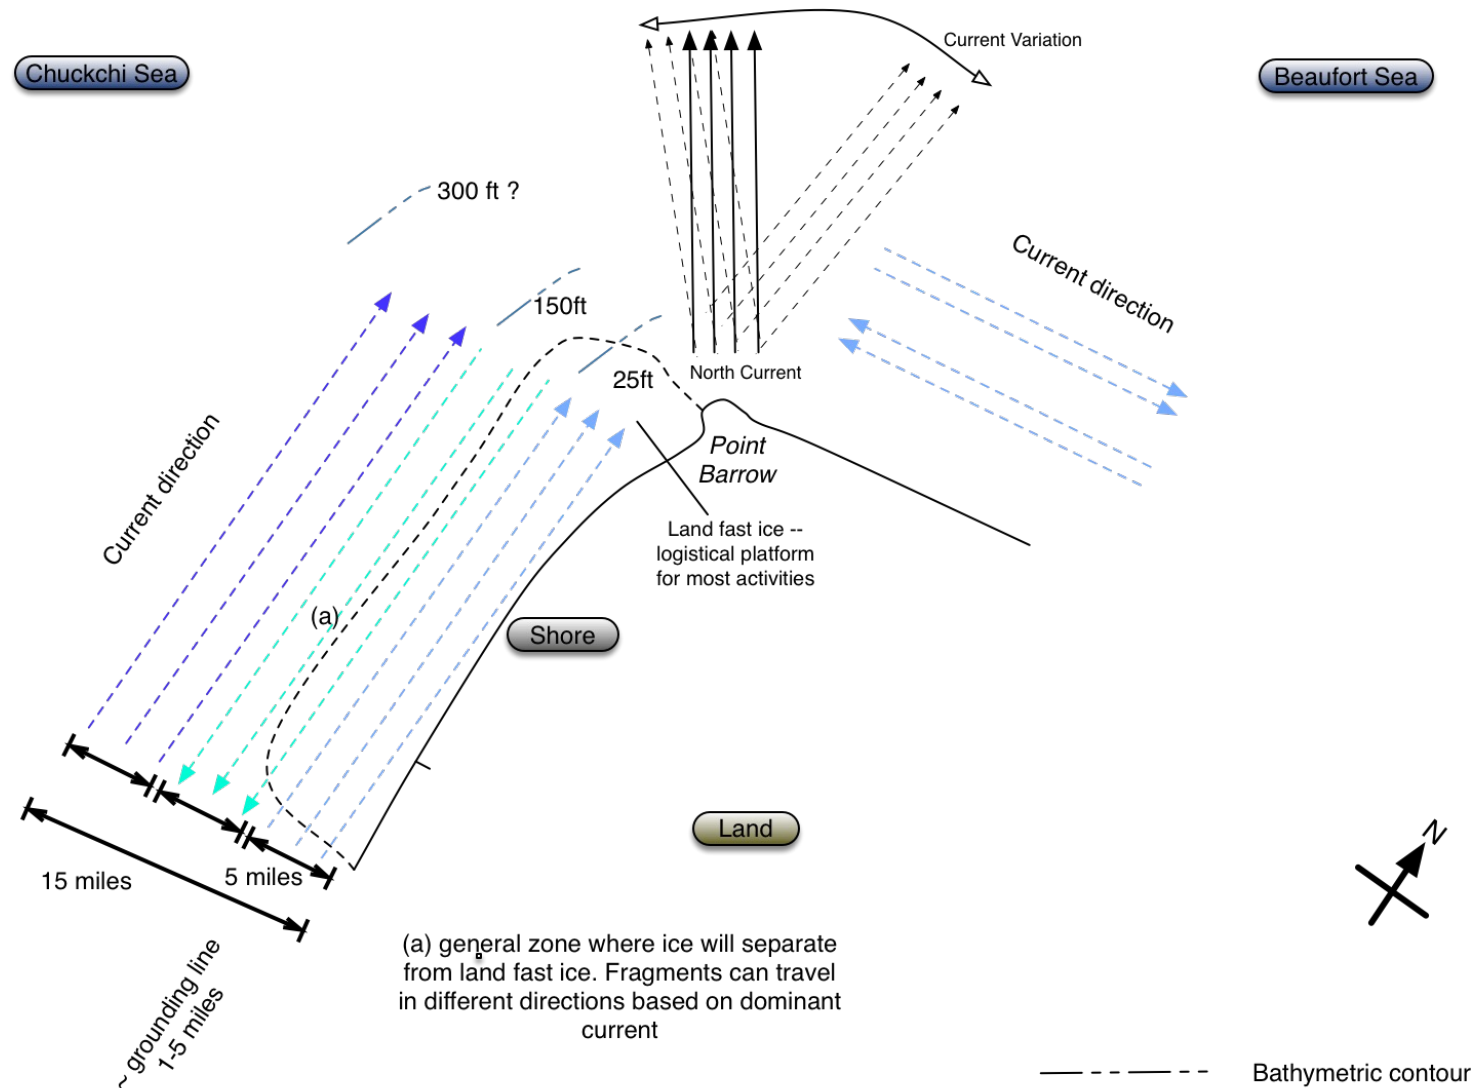 Chuckchi Sea
Current Variation
Beaufort Sea
300 ft ?
150ft
25ft
North Current
Current direction
Current direction
Point
Barrow
Land fast ice --
logistical platform
for most activities
(a)
Shore
Land
N
5 miles
15 miles
~ grounding line
1-5 miles
(a) general zone where ice will separate
from land fast ice. Fragments can travel
in different directions based on dominant
current
Bathymetric contour